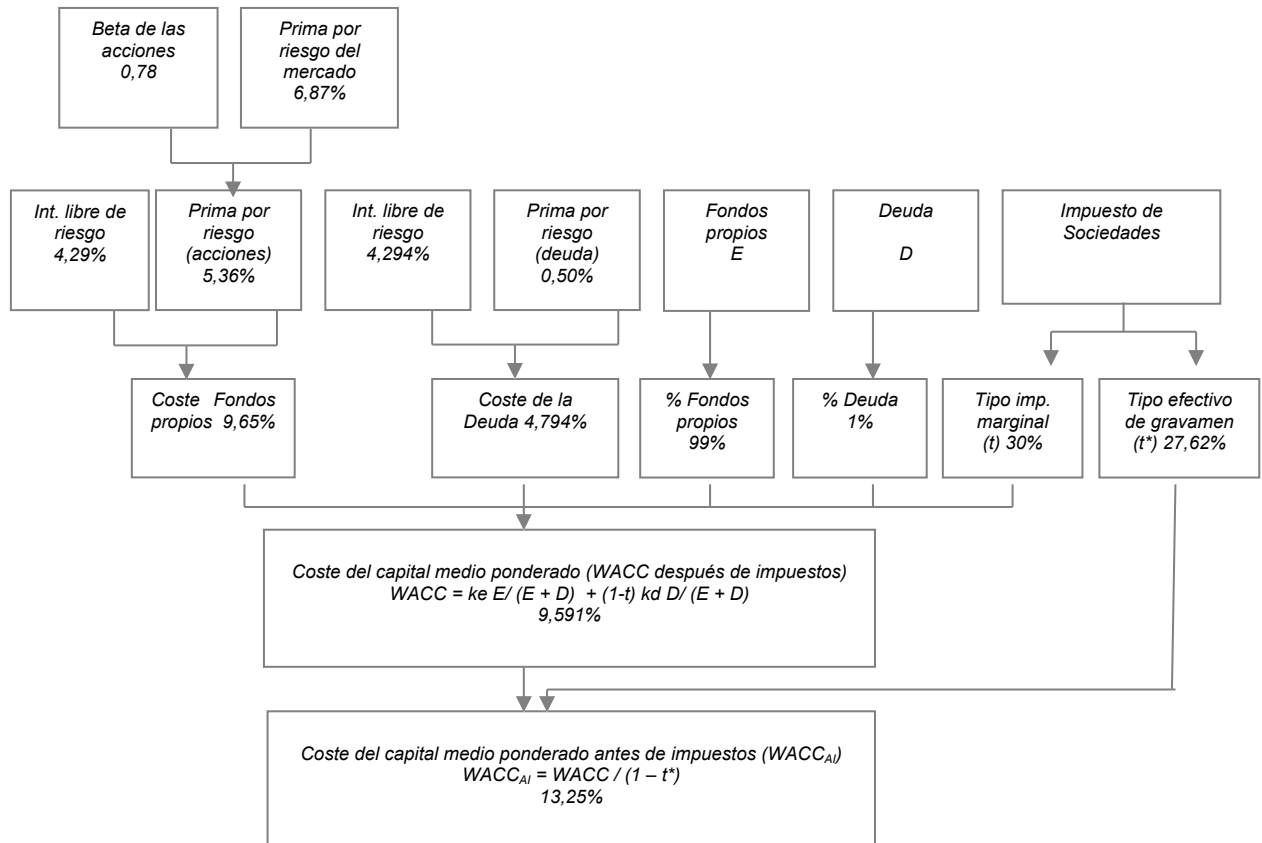 Beta de las
acciones
0,78
Prima por
riesgo del
mercado
6,87%
Int. libre de
riesgo
4,29%
Prima por
riesgo
(acciones)
5,36%
Int. libre de
riesgo
4,294%
Prima por
riesgo
(deuda)
0,50%
Fondos
propios
E
Deuda
D
Impuesto de
Sociedades
Coste Fondos
propios 9,65%
Coste de la
Deuda 4,794%
% Fondos
propios
99%
% Deuda
1%
Tipo imp.
marginal
(t) 30%
Tipo efectivo
de gravamen
(t*) 27,62%
Coste del capital medio ponderado (WACC después de impuestos)
WACC = ke E/ (E + D) + (1-t) kd D/ (E + D)
9,591%
Coste del capital medio ponderado antes de impuestos (WACCAI)
WACCAI = WACC / (1 – t*)
13,25%